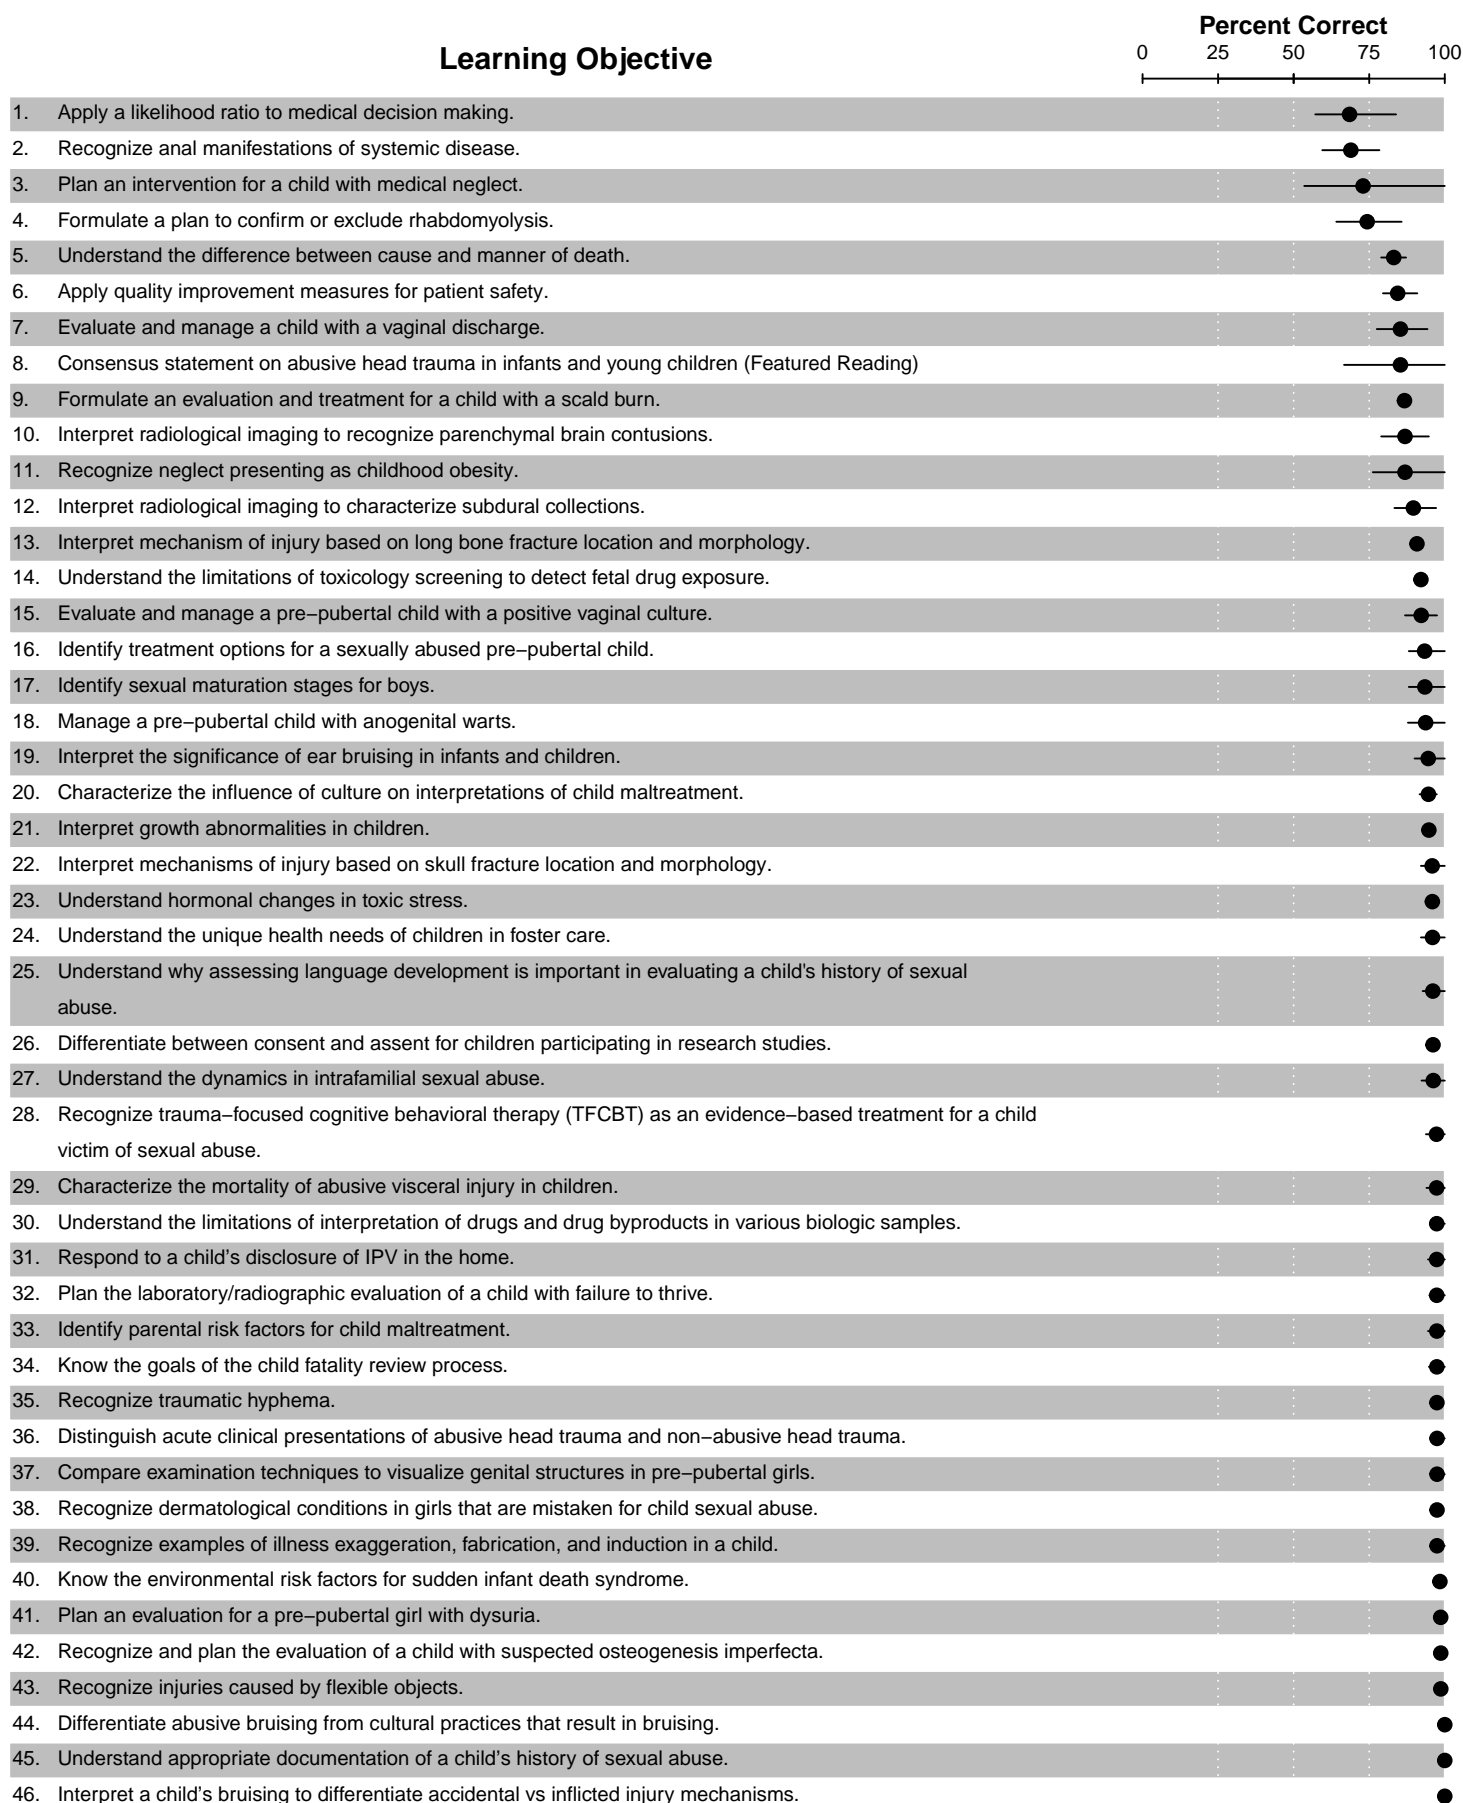 Percent Correct
Learning Objective
0 25 50 75 100
1. Apply a likelihood ratio to medical decision making.
2. Recognize anal manifestations of systemic disease.
3. Plan an intervention for a child with medical neglect.
4. Formulate a plan to confirm or exclude rhabdomyolysis.
5. Understand the difference between cause and manner of death.
6. Apply quality improvement measures for patient safety.
7. Evaluate and manage a child with a vaginal discharge.
8. Consensus statement on abusive head trauma in infants and young children (Featured Reading)
9. Formulate an evaluation and treatment for a child with a scald burn.
10. Interpret radiological imaging to recognize parenchymal brain contusions.
11. Recognize neglect presenting as childhood obesity.
12. Interpret radiological imaging to characterize subdural collections.
13. Interpret mechanism of injury based on long bone fracture location and morphology.
14. Understand the limitations of toxicology screening to detect fetal drug exposure.
15. Evaluate and manage a pre−pubertal child with a positive vaginal culture.
16. Identify treatment options for a sexually abused pre−pubertal child.
17. Identify sexual maturation stages for boys.
18. Manage a pre−pubertal child with anogenital warts.
19. Interpret the significance of ear bruising in infants and children.
20. Characterize the influence of culture on interpretations of child maltreatment.
21. Interpret growth abnormalities in children.
22. Interpret mechanisms of injury based on skull fracture location and morphology.
23. Understand hormonal changes in toxic stress.
24. Understand the unique health needs of children in foster care.
25. Understand why assessing language development is important in evaluating a child's history of sexual
abuse.
26. Differentiate between consent and assent for children participating in research studies.
27. Understand the dynamics in intrafamilial sexual abuse.
28. Recognize trauma−focused cognitive behavioral therapy (TFCBT) as an evidence−based treatment for a child
victim of sexual abuse.
29. Characterize the mortality of abusive visceral injury in children.
30. Understand the limitations of interpretation of drugs and drug byproducts in various biologic samples.
31. Respond to a child’s disclosure of IPV in the home.
32. Plan the laboratory/radiographic evaluation of a child with failure to thrive.
33. Identify parental risk factors for child maltreatment.
34. Know the goals of the child fatality review process.
35. Recognize traumatic hyphema.
36. Distinguish acute clinical presentations of abusive head trauma and non−abusive head trauma.
37. Compare examination techniques to visualize genital structures in pre−pubertal girls.
38. Recognize dermatological conditions in girls that are mistaken for child sexual abuse.
39. Recognize examples of illness exaggeration, fabrication, and induction in a child.
40. Know the environmental risk factors for sudden infant death syndrome.
41. Plan an evaluation for a pre−pubertal girl with dysuria.
42. Recognize and plan the evaluation of a child with suspected osteogenesis imperfecta.
43. Recognize injuries caused by flexible objects.
44. Differentiate abusive bruising from cultural practices that result in bruising.
45. Understand appropriate documentation of a child’s history of sexual abuse.
46. Interpret a child's bruising to differentiate accidental vs inflicted injury mechanisms.